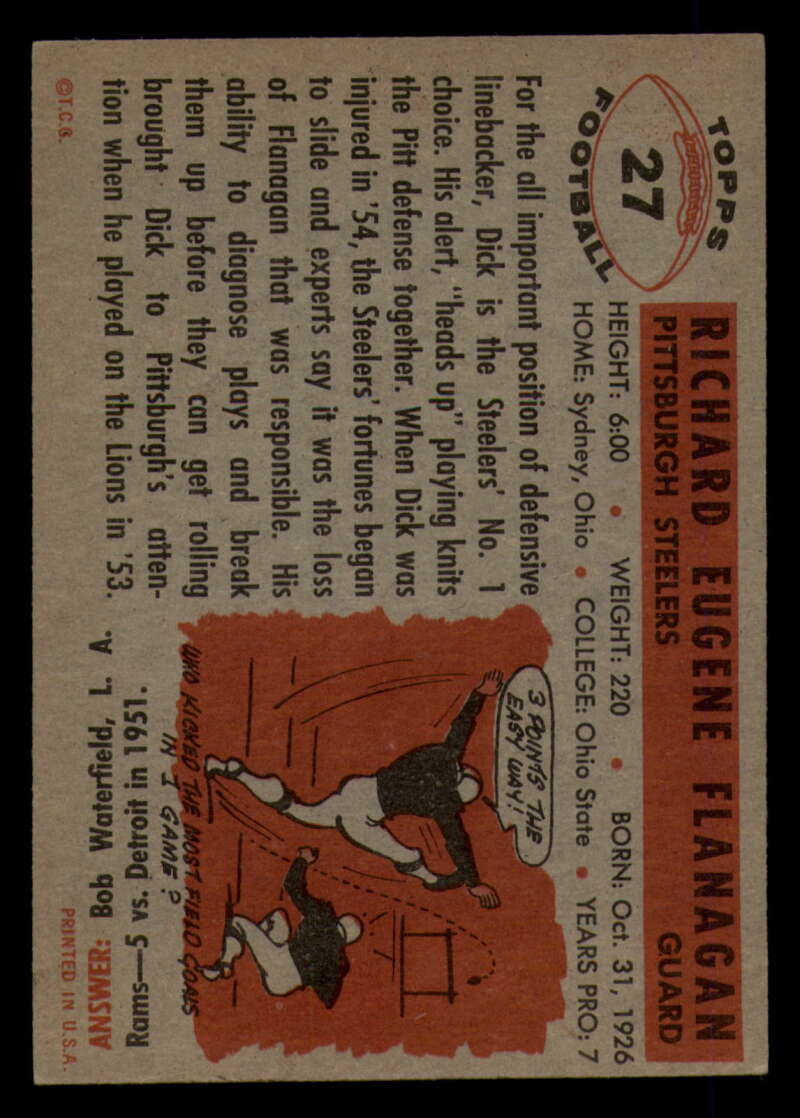 TOPPS
27
FOOTBALL
RICHARD EUGENE FLANAGAN
PITTSBURGH STEELERS GUARD
HEIGHT: 6:00 • WEIGHT: 220 • BORN: Oct. 31, 1926
HOME: Sydney, Ohio • COLLEGE: Ohio State • YEARS PRO: 7
For the all important position of defensive
linebacker, Dick is the Steelers' No. 1
choice. His alert, "heads up" playing knits
the Pitt defense together. When Dick was
injured in '54, the Steelers' fortunes began
to slide and experts say it was the loss
of Flanagan that was responsible. His
ability to diagnose plays and break
them up before they can get rolling
brought Dick to Pittsburgh's atten-
tion when he played on the Lions in '53.
3 POINTS THE
EASY WAY!
WHO KICKED THE MOST FIELD GOALS
IN 1 GAME?
ANSWER: Bob Waterfield, L. A.
Rams—5 vs. Detroit in 1951.
©T.C.G.
PRINTED IN U.S.A.